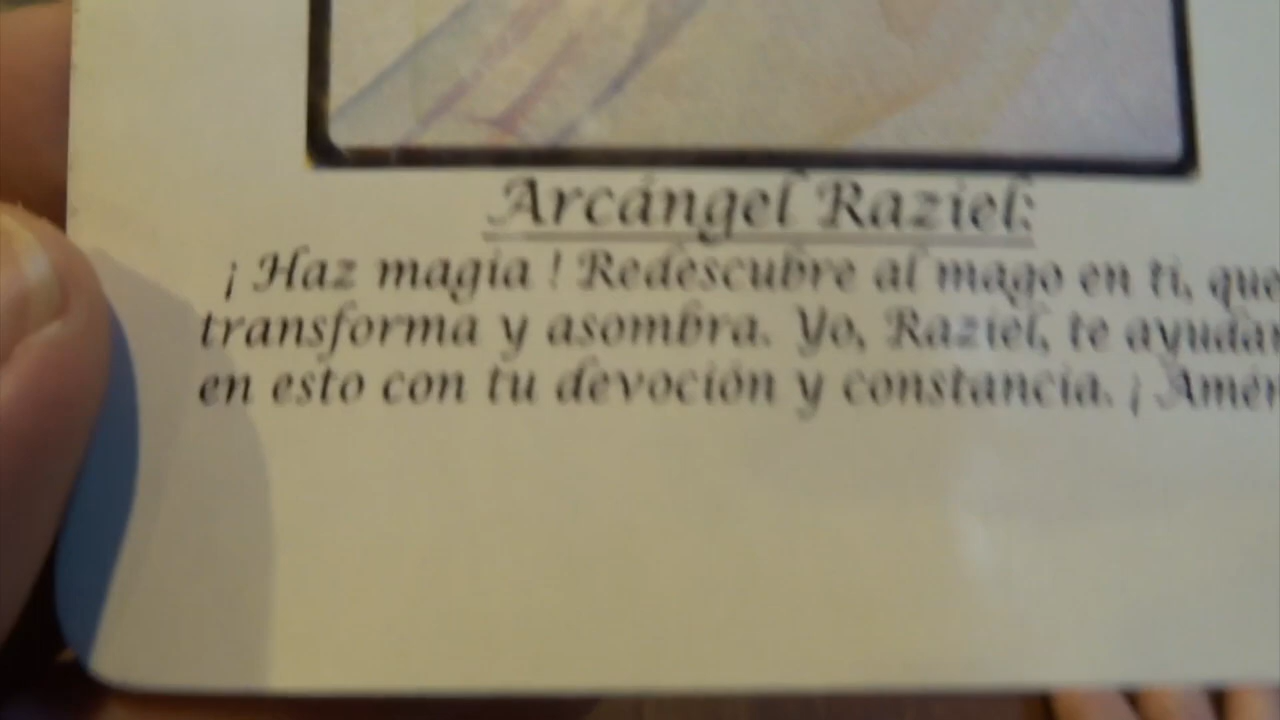 Arcángel Raziel:
¡ Haz magia ! Redescubre al mago en ti, que
transforma y asombra. Yo, Raziel, te
en esto con tu devoción y constancia. ¡